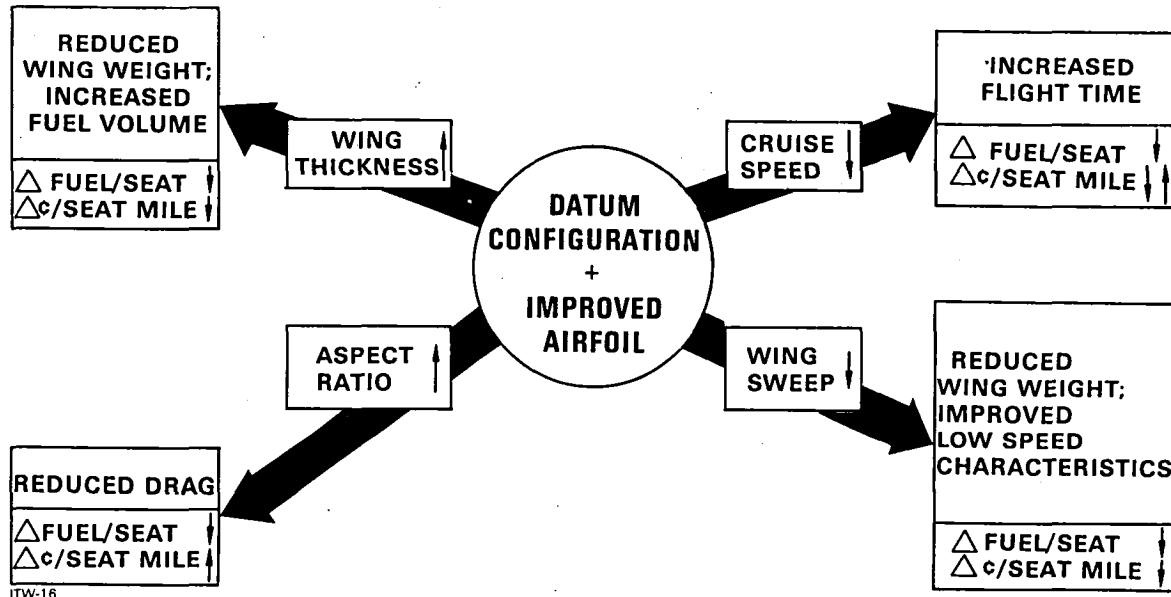 REDUCED
WING WEIGHT;
INCREASED
FUEL VOLUME
△ FUEL/SEAT ↓
△¢/SEAT MILE ↓
WING
THICKNESS ↑
CRUISE
SPEED ↓
INCREASED
FLIGHT TIME
△ FUEL/SEAT ↓
△¢/SEAT MILE ↓↑
DATUM
CONFIGURATION
+
IMPROVED
AIRFOIL
ASPECT
RATIO ↑
WING
SWEEP ↓
REDUCED DRAG
△FUEL/SEAT ↓
△¢/SEAT MILE ↑
REDUCED
WING WEIGHT;
IMPROVED
LOW SPEED
CHARACTERISTICS
△ FUEL/SEAT ↓
△ ¢/SEAT MILE ↓
ITW-16